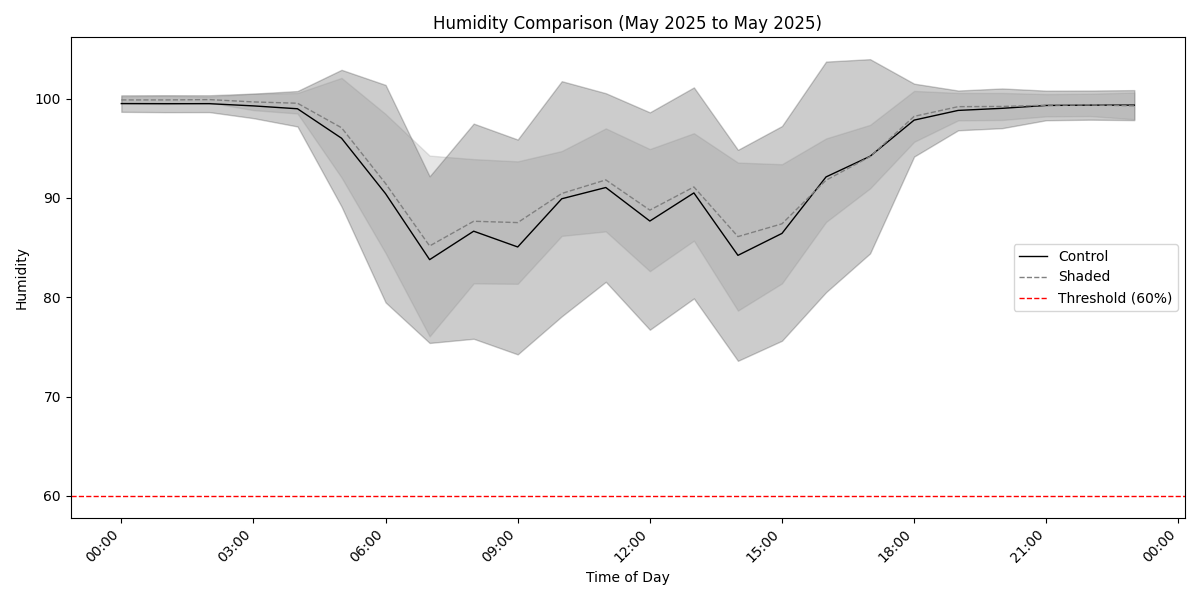 Humidity Comparison (May 2025 to May 2025)
Humidity
100
90
80
70
60
Control
Shaded
Threshold (60%)
00:00
03:00
06:00
09:00
12:00
15:00
18:00
21:00
00:00
Time of Day